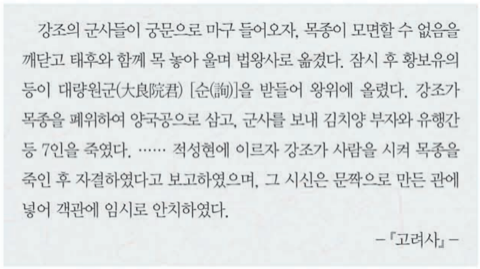 강조의 군사들이 궁문으로 마구 들어오자, 목종이 모면할 수 없음을
깨닫고 태후와 함께 목 놓아 울며 법왕사로 옮겼다. 잠시 후 황보유의
등이 대량원군(大良院君) [순(詢)]을 받들어 왕위에 올렸다. 강조가
목종을 폐위하여 양국공으로 삼고, 군사를 보내 김치양 부자와 유행간
등 7인을 죽였다. …… 적성현에 이르자 강조가 사람을 시켜 목종을
죽인 후 자결하였다고 보고하였으며, 그 시신은 문짝으로 만든 관에
넣어 객관에 임시로 안치하였다.
-『고려사』-